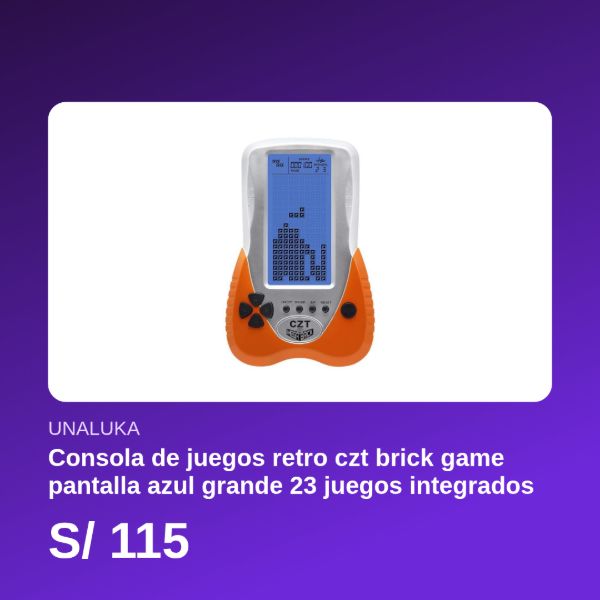 CZT
UNALUKA
Consola de juegos retro czt brick game
pantalla azul grande 23 juegos integrados
S/ 115